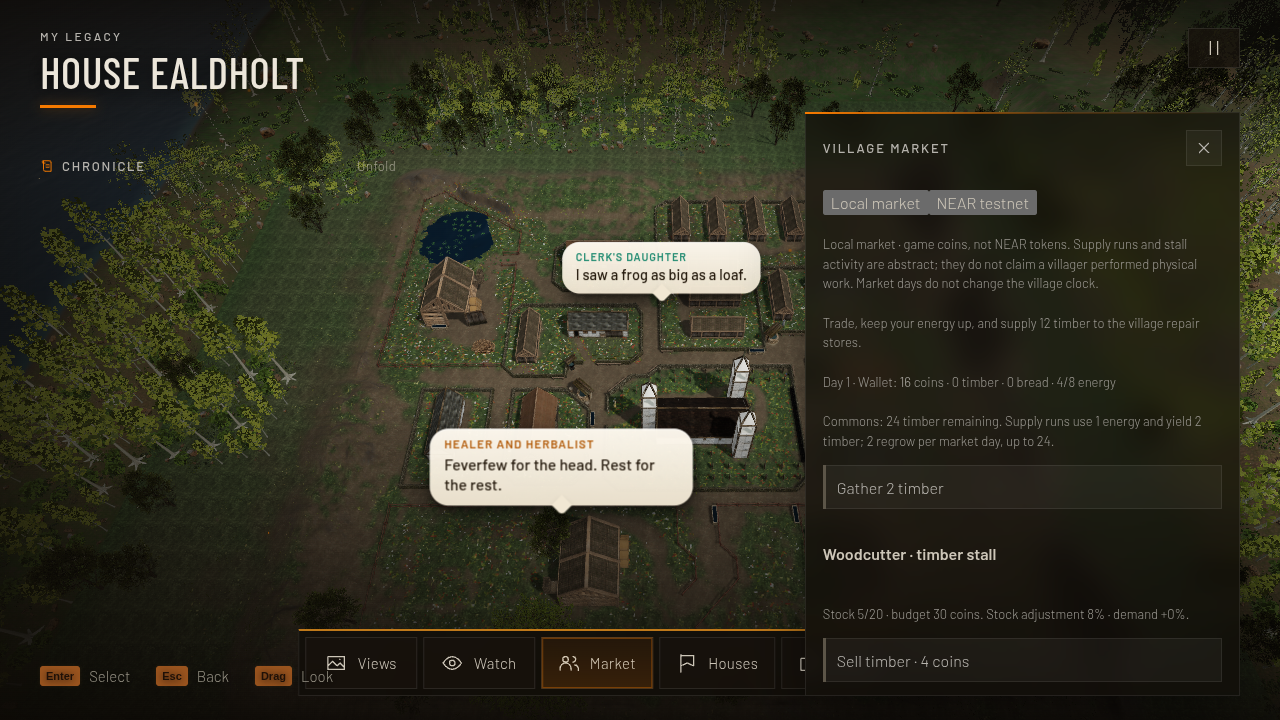 MY LEGACY
HOUSE EALDHOLT
CHRONICLE
Unfold
CLERK'S DAUGHTER
I saw a frog as big as a loaf.
HEALER AND HERBALIST
Feverfew for the head. Rest for
the rest.
VILLAGE MARKET
Local market
NEAR testnet
Local market · game coins, not NEAR tokens. Supply runs and stall
activity are abstract; they do not claim a villager performed physical
work. Market days do not change the village clock.
Trade, keep your energy up, and supply 12 timber to the village repair
stores.
Day 1 · Wallet: 16 coins · 0 timber · 0 bread · 4/8 energy
Commons: 24 timber remaining. Supply runs use 1 energy and yield 2
timber; 2 regrow per market day, up to 24.
Gather 2 timber
Woodcutter · timber stall
Stock 5/20 · budget 30 coins. Stock adjustment 8% · demand +0%.
Sell timber · 4 coins
Views
Watch
Market
Houses
Enter Select
Esc Back
Drag Look